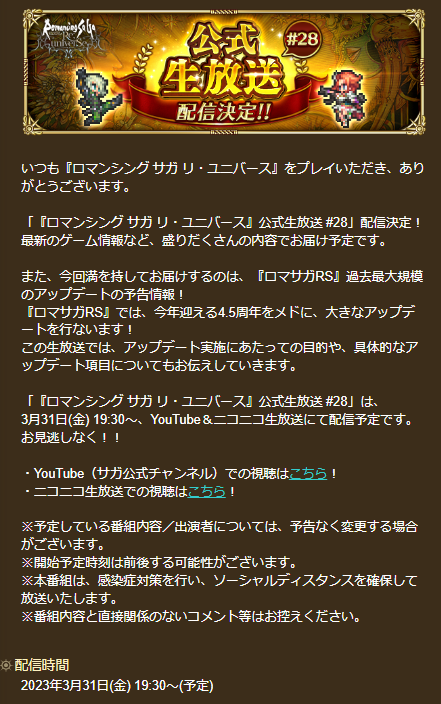 Romancing SaGa
Re;univerSe
公式
生放送
#28
配信決定!!
いつも『ロマンシング サガ リ・ユニバース』をプレイいただき、あり
がとうございます。
「『ロマンシング サガ リ・ユニバース』公式生放送 #28」配信決定！
最新のゲーム情報など、盛りだくさんの内容でお届け予定です。
また、今回満を持してお届けするのは、『ロマサガRS』過去最大規模
のアップデートの予告情報！
『ロマサガRS』では、今年迎える4.5周年をメドに、大きなアップデ
ートを行ないます！
この生放送では、アップデート実施にあたっての目的や、具体的なア
ップデート項目についてもお伝えしていきます。
「『ロマンシング サガ リ・ユニバース』公式生放送 #28」は、
3月31日(金) 19:30～、YouTube＆ニコニコ生放送にて配信予定です。
お見逃しなく！！
・YouTube（サガ公式チャンネル）での視聴はこちら！
・ニコニコ生放送での視聴はこちら！
※予定している番組内容／出演者については、予告なく変更する場合
がございます。
※開始予定時刻は前後する可能性がございます。
※本番組は、感染症対策を行い、ソーシャルディスタンスを確保して
放送いたします。
※番組内容と直接関係のないコメント等はお控えください。
配信時間
2023年3月31日(金) 19:30～(予定)